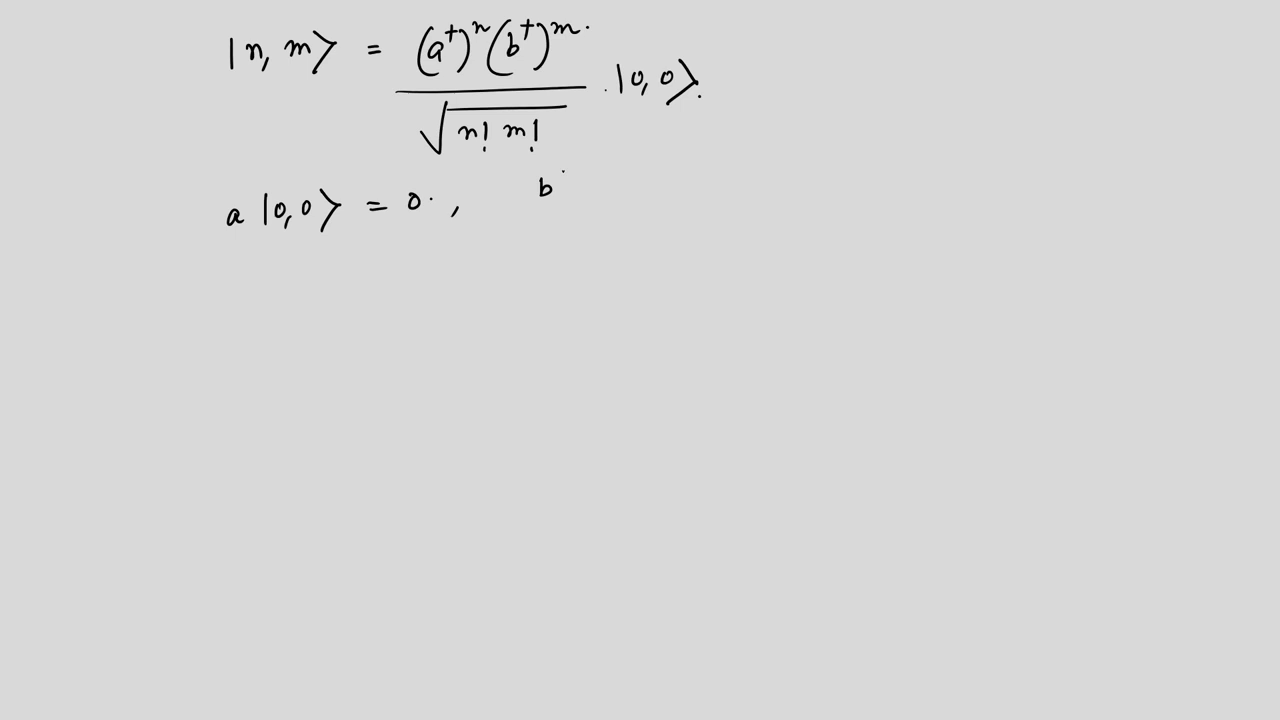 |n, m⟩ = (a†)ⁿ (b†)ᵐ / √(n! m!) · |0, 0⟩.
a |0, 0⟩ = 0 , b